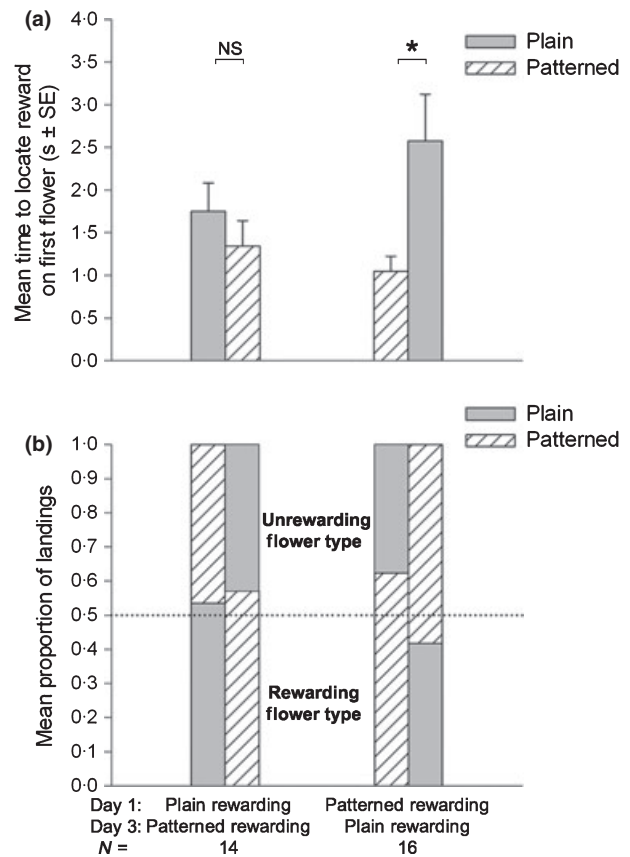 (a)
4·0
3·5
3·0
2·5
2·0
1·5
1·0
0·5
0·0
Mean time to locate reward
on first flower (s ± SE)
NS
*
Plain
Patterned
(b)
Plain
Patterned
1·0
0·9
0·8
0·7
0·6
0·5
0·4
0·3
0·2
0·1
0·0
Mean proportion of landings
Unrewarding
flower type
Rewarding
flower type
Day 1: Plain rewarding Patterned rewarding
Day 3: Patterned rewarding Plain rewarding
N = 14 16